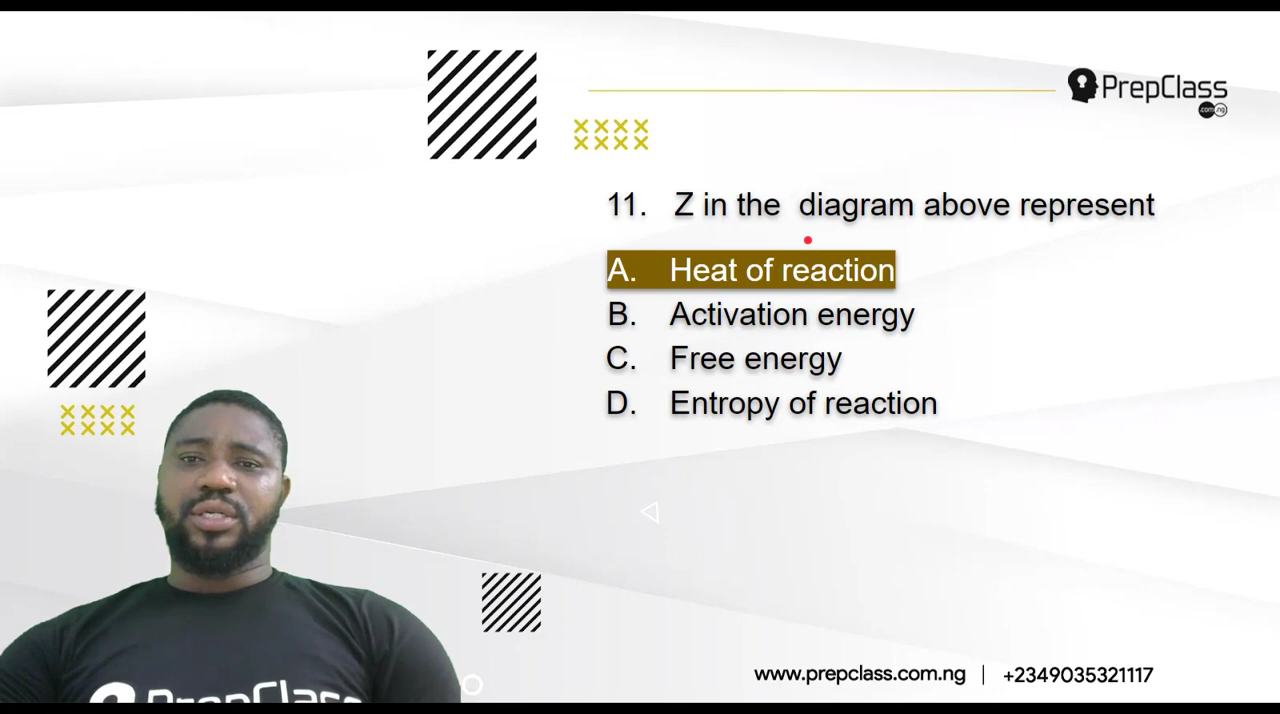 PrepClass
.com.ng
11. Z in the diagram above represent
A. Heat of reaction
B. Activation energy
C. Free energy
D. Entropy of reaction
PrepClass
www.prepclass.com.ng | +2349035321117